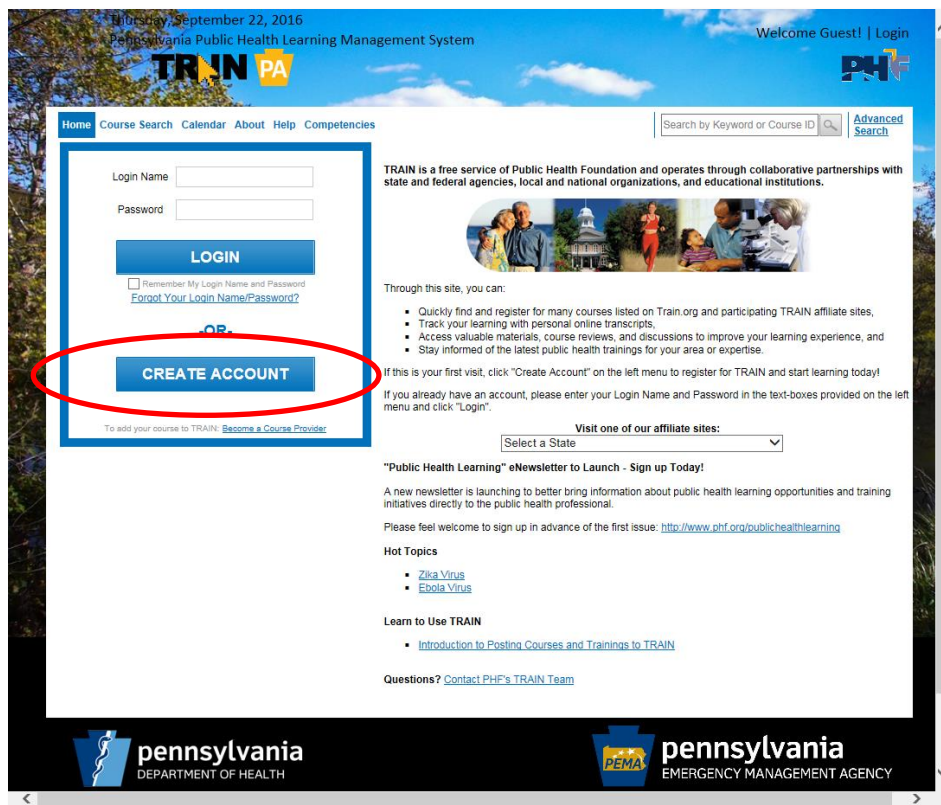 Thursday, September 22, 2016
Pennsylvania Public Health Learning Management System
Welcome Guest! | Login
TRAIN PA
PHF
Home Course Search Calendar About Help Competencies
Search by Keyword or Course ID
Advanced
Search
Login Name
Password
LOGIN
Remember My Login Name and Password
Forgot Your Login Name/Password?
-OR-
CREATE ACCOUNT
To add your course to TRAIN: Become a Course Provider
TRAIN is a free service of Public Health Foundation and operates through collaborative partnerships with
state and federal agencies, local and national organizations, and educational institutions.
Through this site, you can:
Quickly find and register for many courses listed on Train.org and participating TRAIN affiliate sites,
Track your learning with personal online transcripts,
Access valuable materials, course reviews, and discussions to improve your learning experience, and
Stay informed of the latest public health trainings for your area or expertise.
If this is your first visit, click "Create Account" on the left menu to register for TRAIN and start learning today!
If you already have an account, please enter your Login Name and Password in the text-boxes provided on the left
menu and click "Login".
Visit one of our affiliate sites:
Select a State
"Public Health Learning" eNewsletter to Launch - Sign up Today!
A new newsletter is launching to better bring information about public health learning opportunities and training
initiatives directly to the public health professional.
Please feel welcome to sign up in advance of the first issue: http://www.phf.org/publichealthlearning
Hot Topics
Zika Virus
Ebola Virus
Learn to Use TRAIN
Introduction to Posting Courses and Trainings to TRAIN
Questions? Contact PHF's TRAIN Team
pennsylvania
DEPARTMENT OF HEALTH
PEMA
pennsylvania
EMERGENCY MANAGEMENT AGENCY